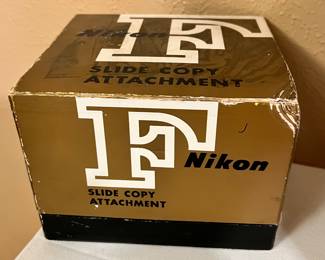 Nikon F
SLIDE COPY
ATTACHMENT
F Nikon
SLIDE COPY
ATTACHMENT